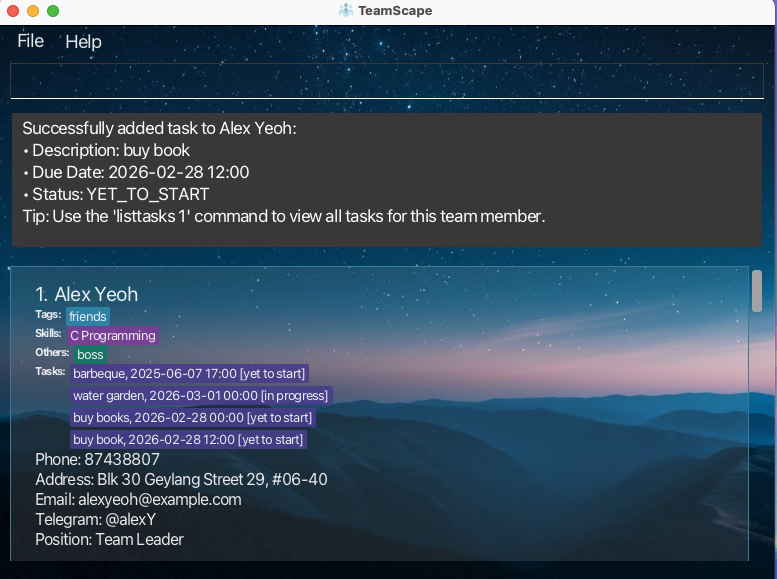 TeamScape
File Help
Successfully added task to Alex Yeoh:
• Description: buy book
• Due Date: 2026-02-28 12:00
• Status: YET_TO_START
Tip: Use the 'listtasks 1' command to view all tasks for this team member.
1. Alex Yeoh
Tags: friends
Skills: C Programming
Others: boss
Tasks: barbeque, 2025-06-07 17:00 [yet to start]
water garden, 2026-03-01 00:00 [in progress]
buy books, 2026-02-28 00:00 [yet to start]
buy book, 2026-02-28 12:00 [yet to start]
Phone: 87438807
Address: Blk 30 Geylang Street 29, #06-40
Email: alexyeoh@example.com
Telegram: @alexY
Position: Team Leader